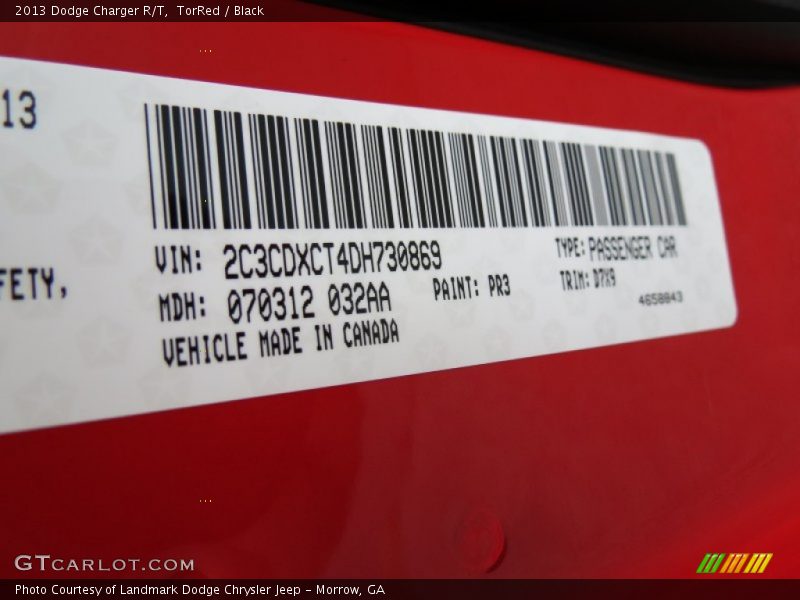 2013 Dodge Charger R/T, TorRed / Black
13
VIN: 2C3CDXCT4DH730869
TYPE: PASSENGER CAR
FETY,
MDH: 070312 032AA
PAINT: PR3
TRIM: D7X9
4658843
VEHICLE MADE IN CANADA
GTCARLOT.COM
Photo Courtesy of Landmark Dodge Chrysler Jeep - Morrow, GA